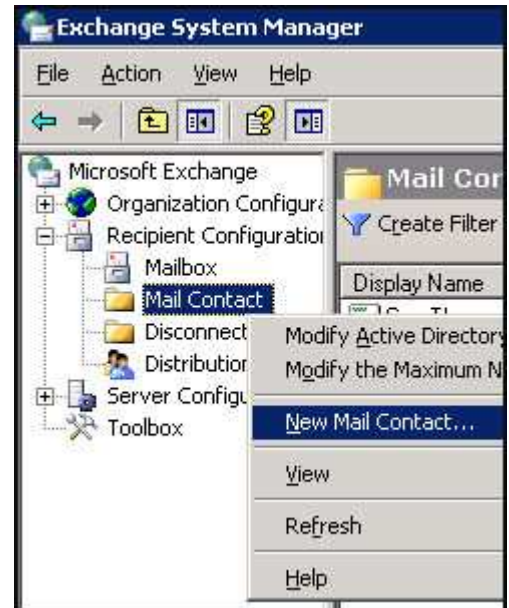 Exchange System Manager
File Action View Help
Microsoft Exchange
Organization Configura
Recipient Configuration
Mailbox
Mail Contact
Disconnect
Distribution
Server Configu
Toolbox
Mail Cor
Create Filter
Display Name
Modify Active Directory
Modify the Maximum N
New Mail Contact...
View
Refresh
Help